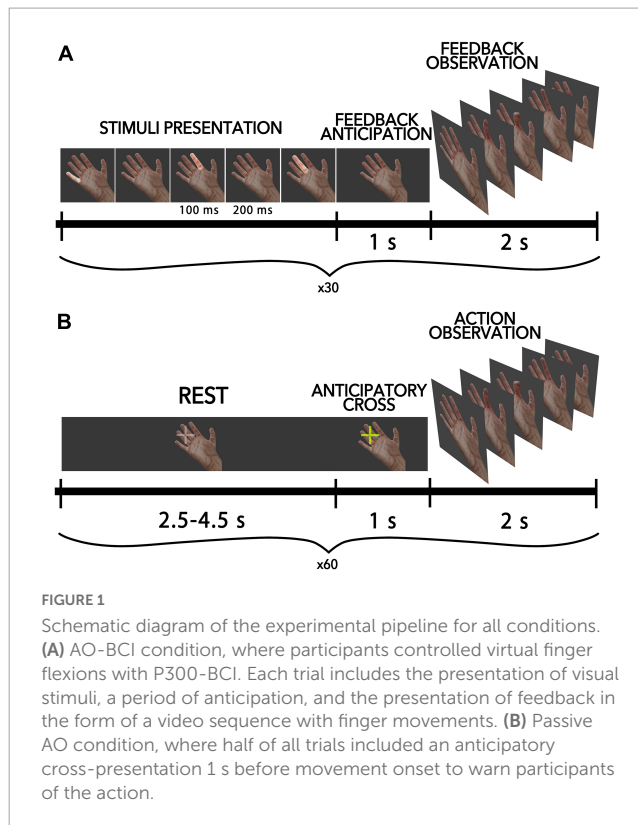 A
STIMULI PRESENTATION
FEEDBACK
ANTICIPATION
FEEDBACK
OBSERVATION
100 ms 200 ms
1 s
2 s
x30
B
REST
ANTICIPATORY
CROSS
ACTION
OBSERVATION
2.5-4.5 s
1 s
2 s
x60
FIGURE 1
Schematic diagram of the experimental pipeline for all conditions.
(A) AO-BCI condition, where participants controlled virtual finger
flexions with P300-BCI. Each trial includes the presentation of visual
stimuli, a period of anticipation, and the presentation of feedback in
the form of a video sequence with finger movements. (B) Passive
AO condition, where half of all trials included an anticipatory
cross-presentation 1 s before movement onset to warn participants
of the action.